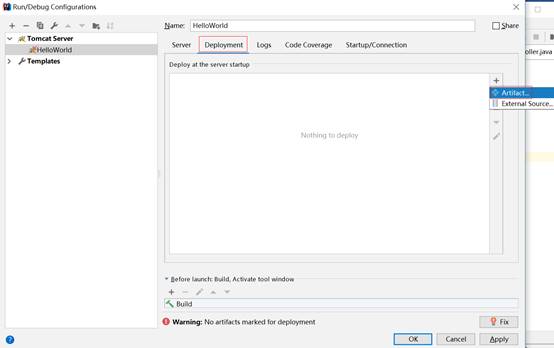 Run/Debug Configurations
Name: HelloWorld
Share
Tomcat Server
HelloWorld
Templates
Server Deployment Logs Code Coverage Startup/Connection
oller.java
Deploy at the server startup
Artifact...
External Source...
Nothing to deploy
Before launch: Build, Activate tool window
Build
Warning: No artifacts marked for deployment
Fix
OK Cancel Apply